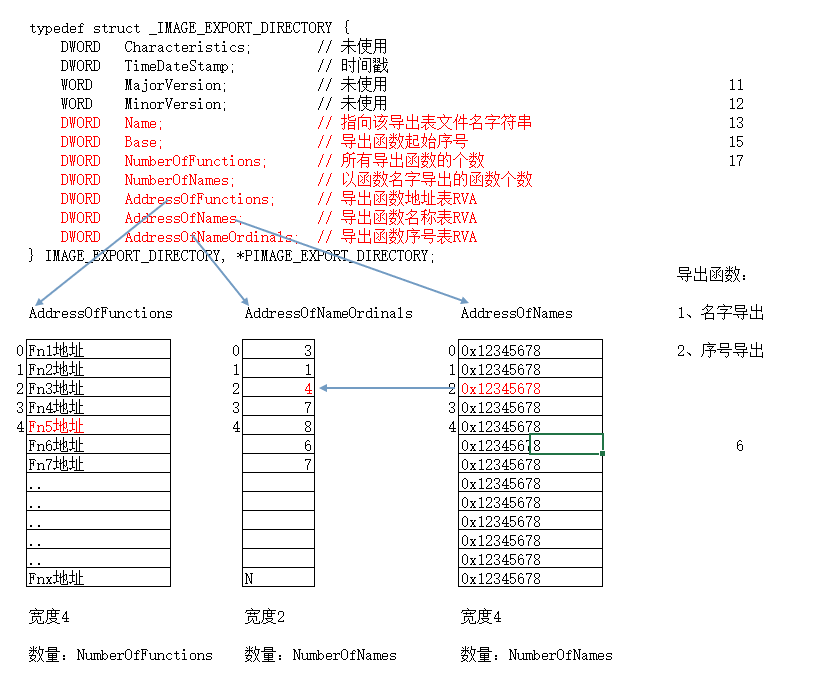 typedef struct _IMAGE_EXPORT_DIRECTORY {
DWORD Characteristics; // 未使用
DWORD TimeDateStamp; // 时间戳
WORD MajorVersion; // 未使用 11
WORD MinorVersion; // 未使用 12
DWORD Name; // 指向该导出表文件名字符串 13
DWORD Base; // 导出函数起始序号 15
DWORD NumberOfFunctions; // 所有导出函数的个数 17
DWORD NumberOfNames; // 以函数名字导出的函数个数
DWORD AddressOfFunctions; // 导出函数地址表RVA
DWORD AddressOfNames; // 导出函数名称表RVA
DWORD AddressOfNameOrdinals; // 导出函数序号表RVA
} IMAGE_EXPORT_DIRECTORY, *PIMAGE_EXPORT_DIRECTORY;
导出函数:
AddressOfFunctions AddressOfNameOrdinals AddressOfNames 1、名字导出
0 Fn1地址 0 3 0 0x12345678 2、序号导出
1 Fn2地址 1 1 1 0x12345678
2 Fn3地址 2 4 2 0x12345678
3 Fn4地址 3 7 3 0x12345678
4 Fn5地址 4 8 4 0x12345678
Fn6地址 6 0x12345678 6
Fn7地址 7 0x12345678
.. 0x12345678
.. 0x12345678
.. 0x12345678
.. 0x12345678
.. 0x12345678
Fnx地址 N 0x12345678
宽度4 宽度2 宽度4
数量: NumberOfFunctions 数量: NumberOfNames 数量: NumberOfNames